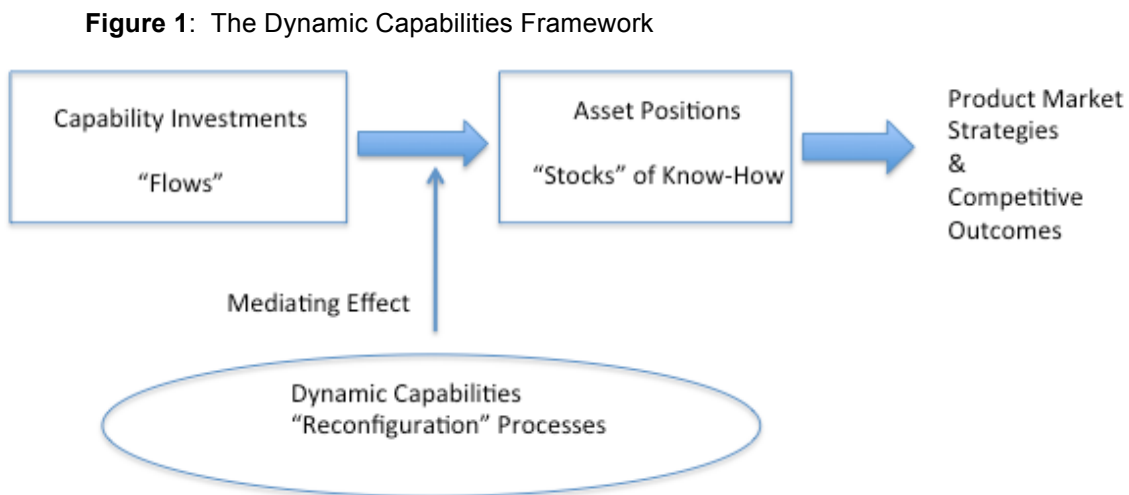 Figure 1: The Dynamic Capabilities Framework
Capability Investments
“Flows”
Asset Positions
“Stocks” of Know-How
Product Market
Strategies
&
Competitive
Outcomes
Mediating Effect
Dynamic Capabilities
“Reconfiguration” Processes